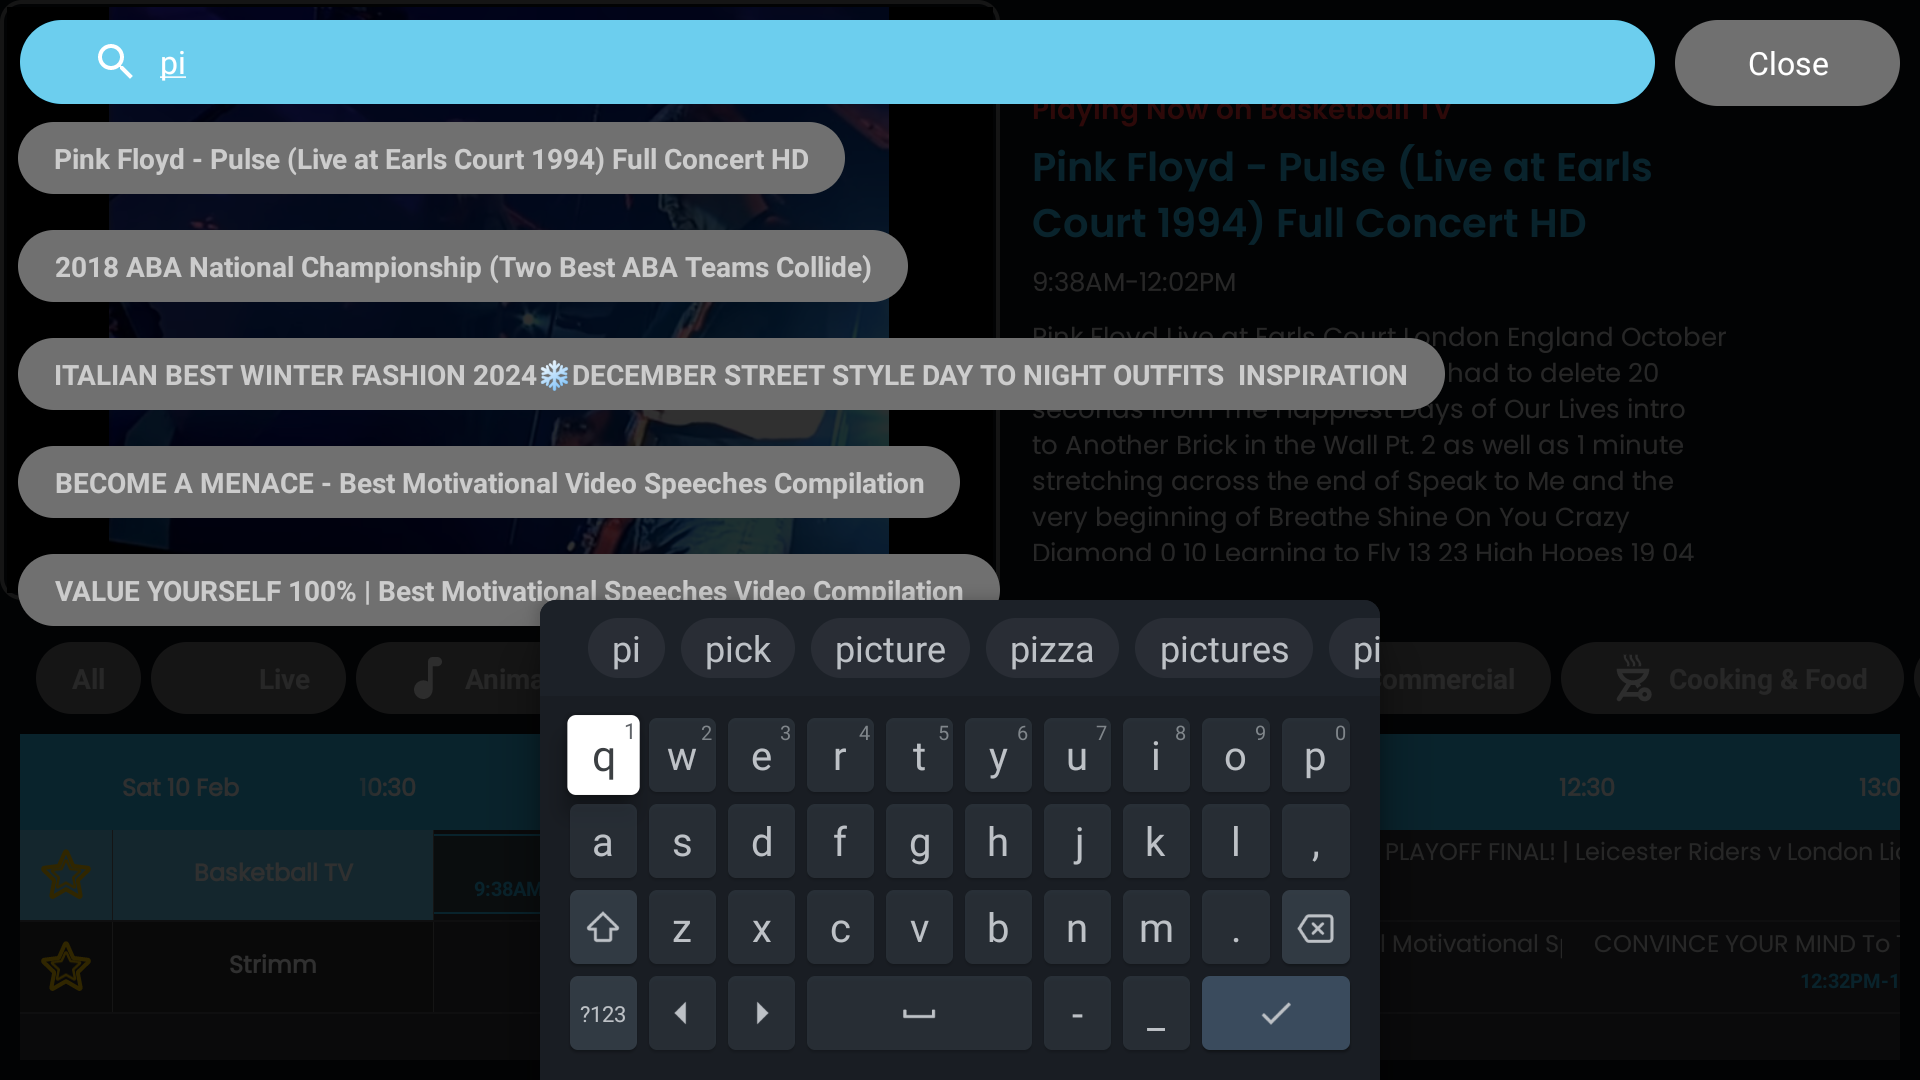 pi
Close
Playing Now on Basketball TV
Pink Floyd - Pulse (Live at Earls Court 1994) Full Concert HD
Pink Floyd - Pulse (Live at Earls
Court 1994) Full Concert HD
2018 ABA National Championship (Two Best ABA Teams Collide)
9:38AM-12:02PM
Pink Floyd Live at Earls Court London England October
ITALIAN BEST WINTER FASHION 2024❄️DECEMBER STREET STYLE DAY TO NIGHT OUTFITS INSPIRATION
had to delete 20
seconds from The Happiest Days of Our Lives intro
to Another Brick in the Wall Pt. 2 as well as 1 minute
BECOME A MENACE - Best Motivational Video Speeches Compilation
stretching across the end of Speak to Me and the
very beginning of Breathe Shine On You Crazy
Diamond 0 10 Learning to Fly 13 23 High Hopes 19 04
VALUE YOURSELF 100% | Best Motivational Speeches Video Compilation
pi pick picture pizza pictures pi
All Live Anima ommercial Cooking & Food
q 1 w 2 e 3 r 4 t 5 y 6 u 7 i 8 o 9 p 0
Sat 10 Feb 10:30 12:30 13:0
a s d f g h j k l ,
Basketball TV 9:38AM PLAYOFF FINAL! | Leicester Riders v London Lio
z x c v b n m .
Strimm l Motivational S CONVINCE YOUR MIND To T
12:32PM-1
?123 - _